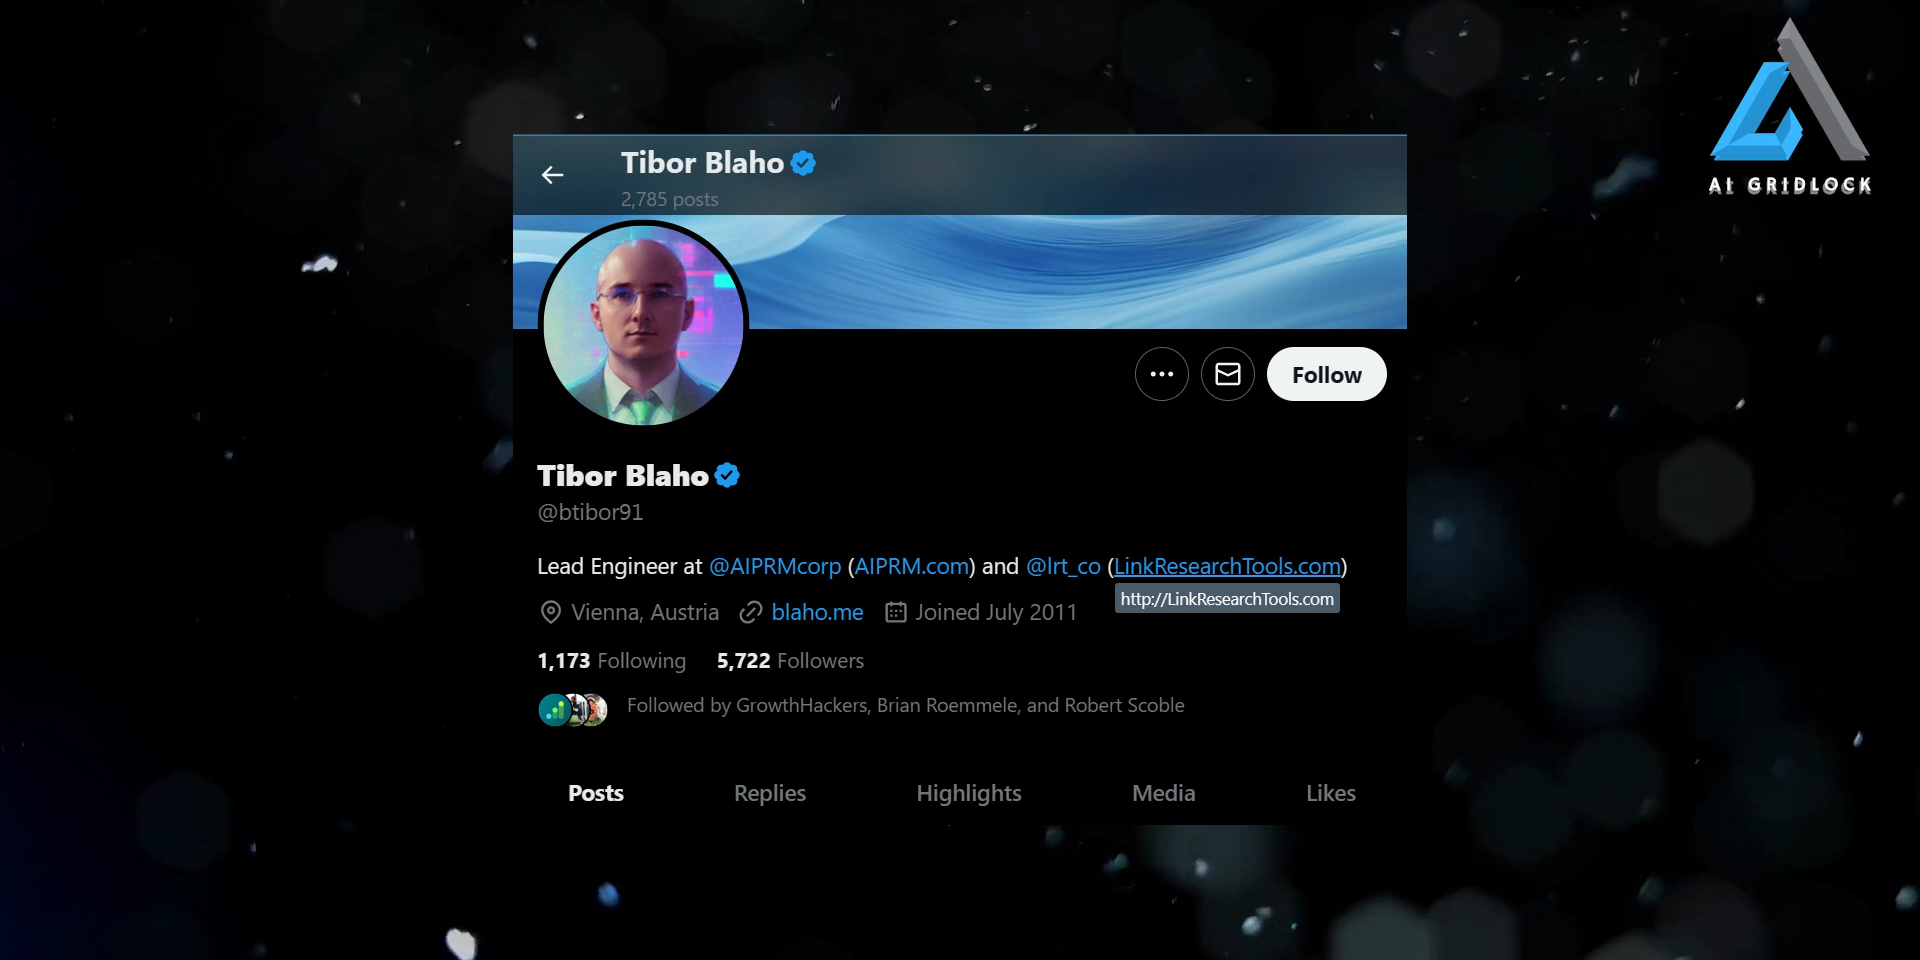 AI GRIDLOCK
Tibor Blaho
2,785 posts
Follow
Tibor Blaho
@btibor91
Lead Engineer at @AIPRMcorp (AIPRM.com) and @lrt_co (LinkResearchTools.com)
http://LinkResearchTools.com
Vienna, Austria blaho.me Joined July 2011
1,173 Following 5,722 Followers
Followed by GrowthHackers, Brian Roemmele, and Robert Scoble
Posts Replies Highlights Media Likes